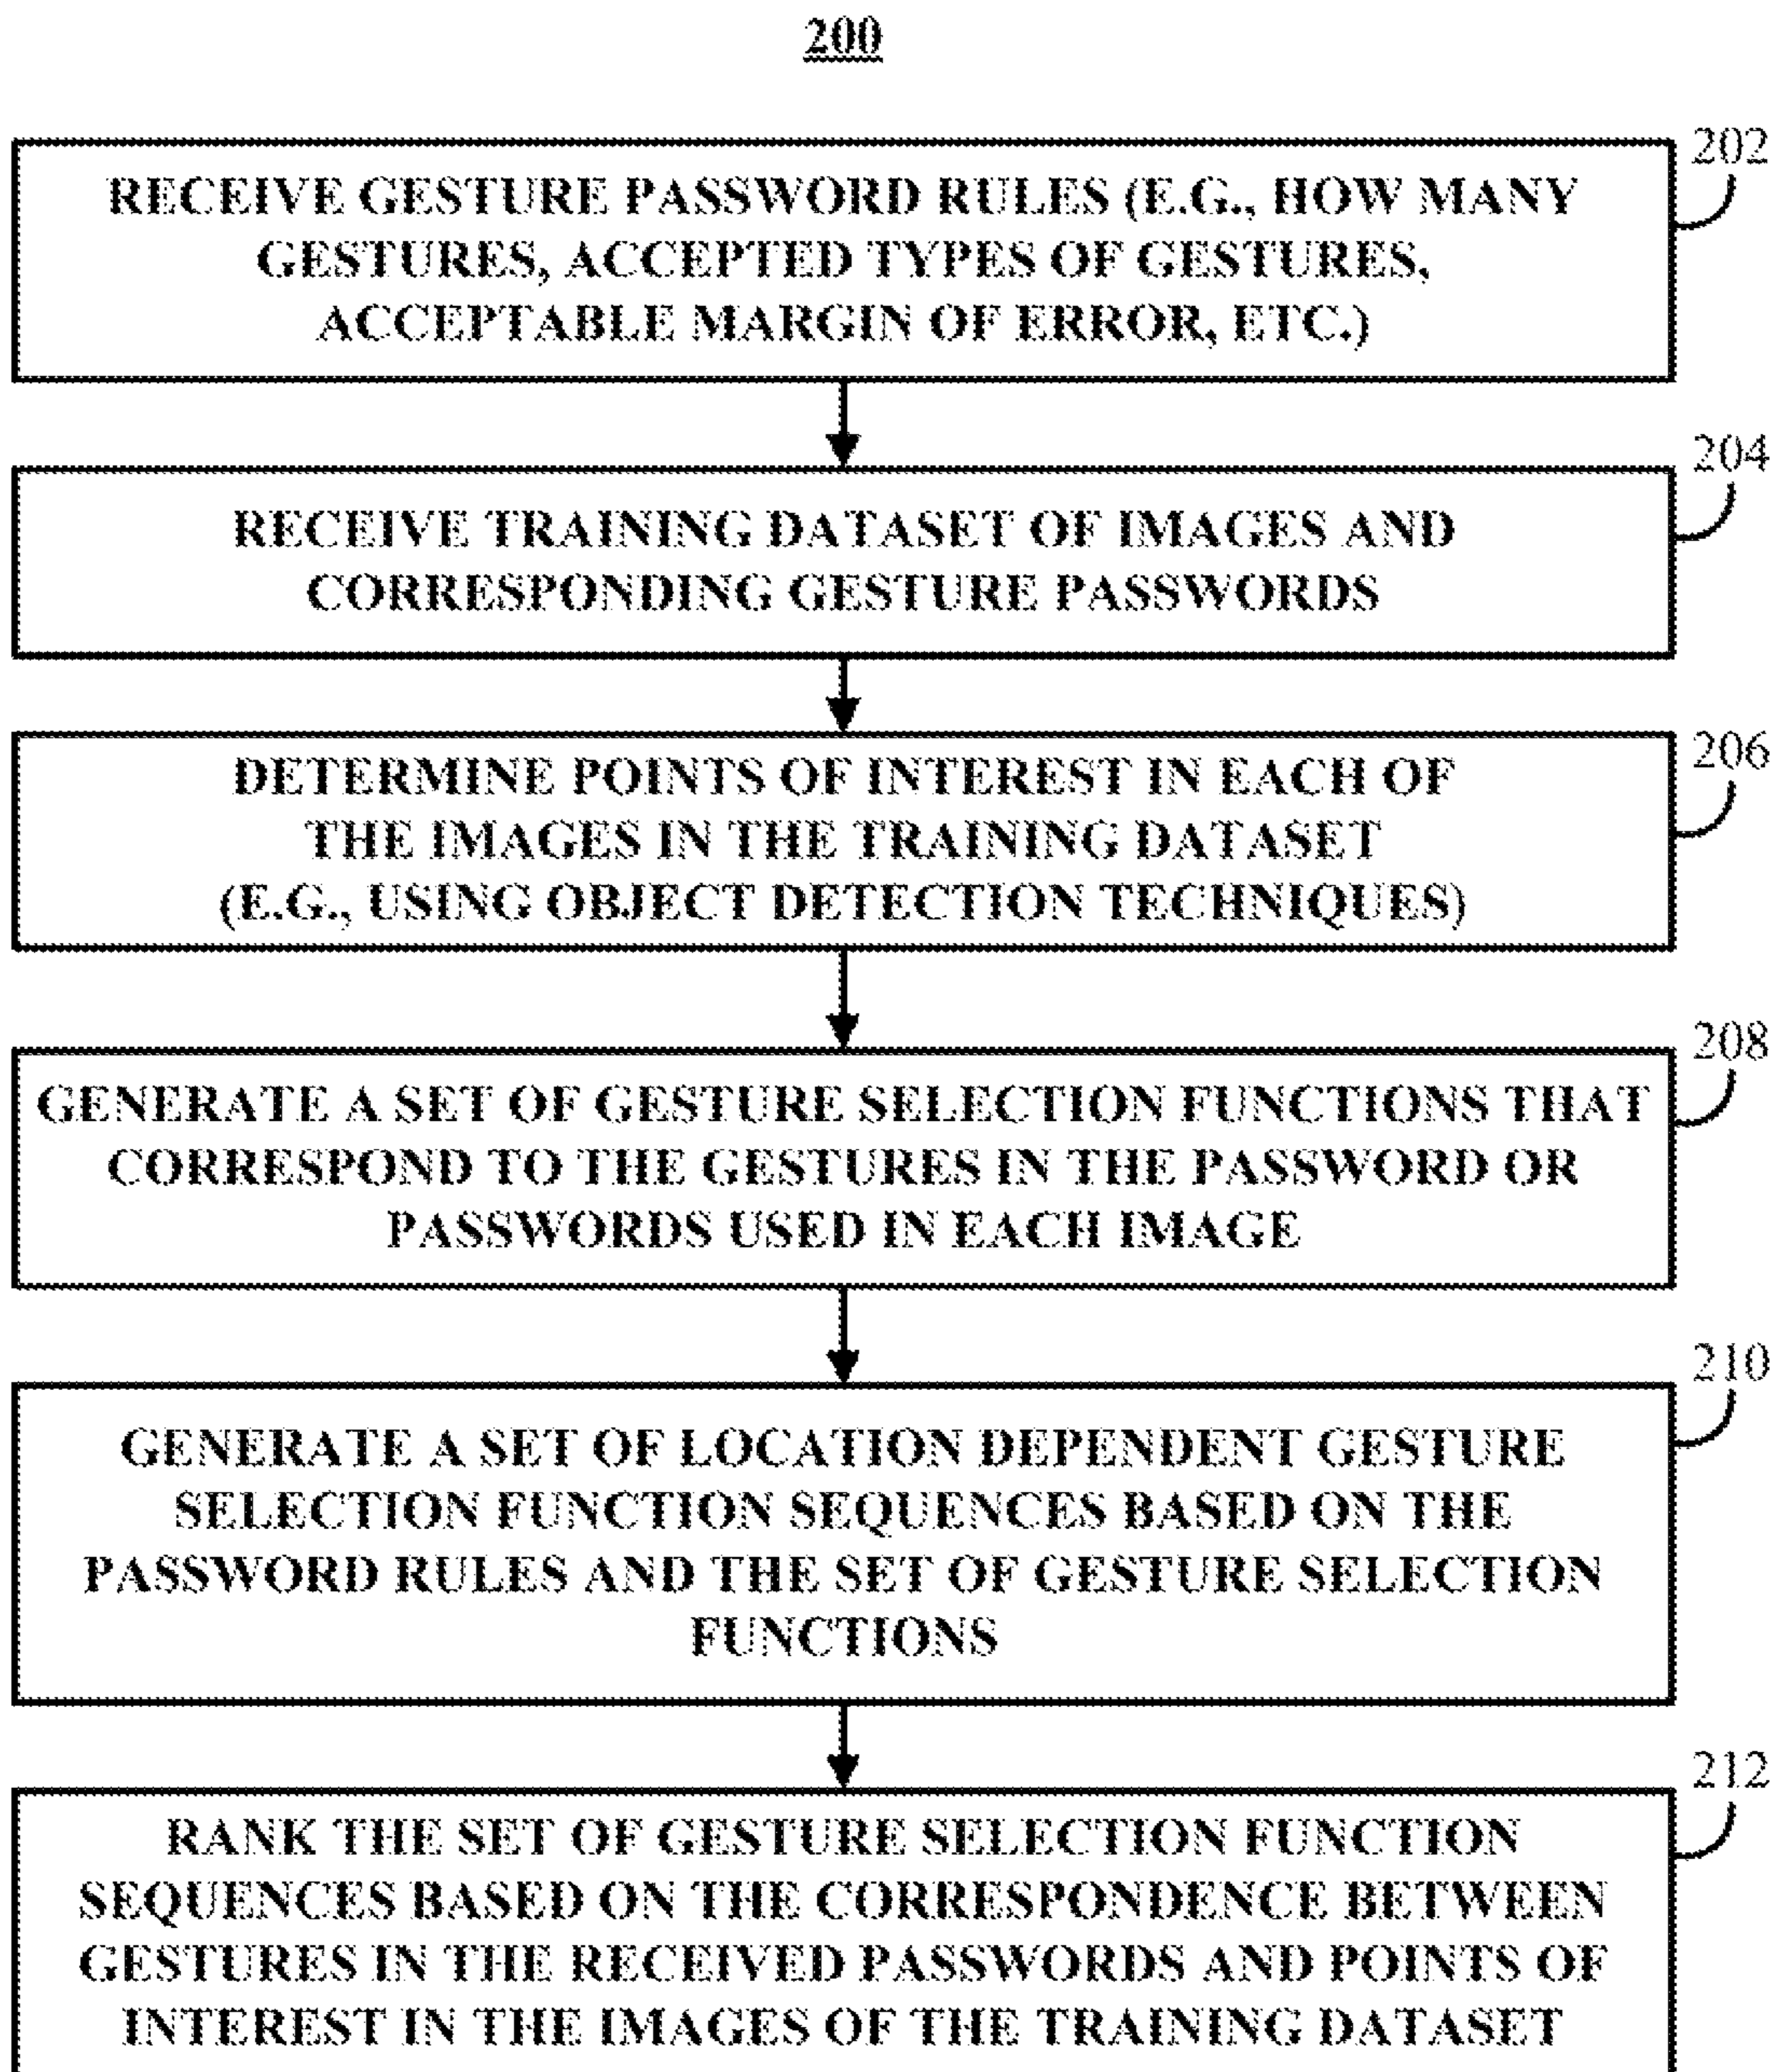 200
202
RECEIVE GESTURE PASSWORD RULES (E.G., HOW MANY
GESTURES, ACCEPTED TYPES OF GESTURES,
ACCEPTABLE MARGIN OF ERROR, ETC.)
204
RECEIVE TRAINING DATASET OF IMAGES AND
CORRESPONDING GESTURE PASSWORDS
206
DETERMINE POINTS OF INTEREST IN EACH OF
THE IMAGES IN THE TRAINING DATASET
(E.G., USING OBJECT DETECTION TECHNIQUES)
208
GENERATE A SET OF GESTURE SELECTION FUNCTIONS THAT
CORRESPOND TO THE GESTURES IN THE PASSWORD OR
PASSWORDS USED IN EACH IMAGE
210
GENERATE A SET OF LOCATION DEPENDENT GESTURE
SELECTION FUNCTION SEQUENCES BASED ON THE
PASSWORD RULES AND THE SET OF GESTURE SELECTION
FUNCTIONS
212
RANK THE SET OF GESTURE SELECTION FUNCTION
SEQUENCES BASED ON THE CORRESPONDENCE BETWEEN
GESTURES IN THE RECEIVED PASSWORDS AND POINTS OF
INTEREST IN THE IMAGES OF THE TRAINING DATASET